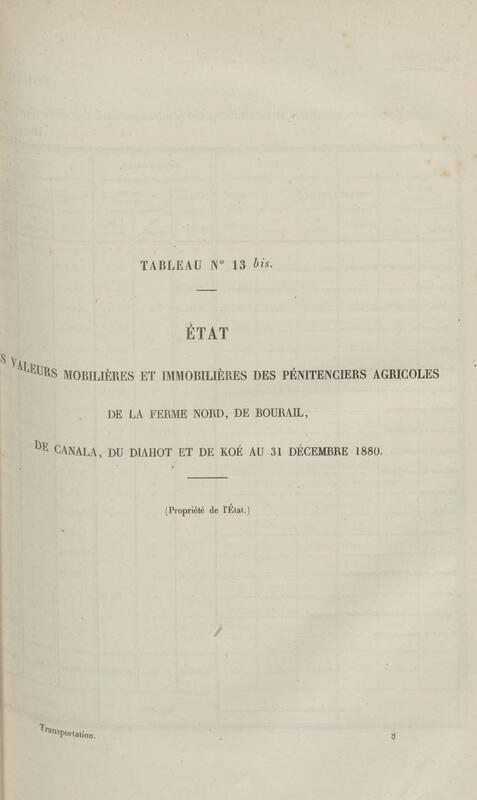 TABLEAU N° 13 bis.
ÉTAT
S VALEURS MOBILIÈRES ET IMMOBILIÈRES DES PÉNITENCIERS AGRICOLES
DE LA FERME NORD, DE BOURAIL,
DE CANALA, DU DIAHOT ET DE KOÉ AU 31 DÉCEMBRE 1880.
(Propriété de l'État.)
Transportation.